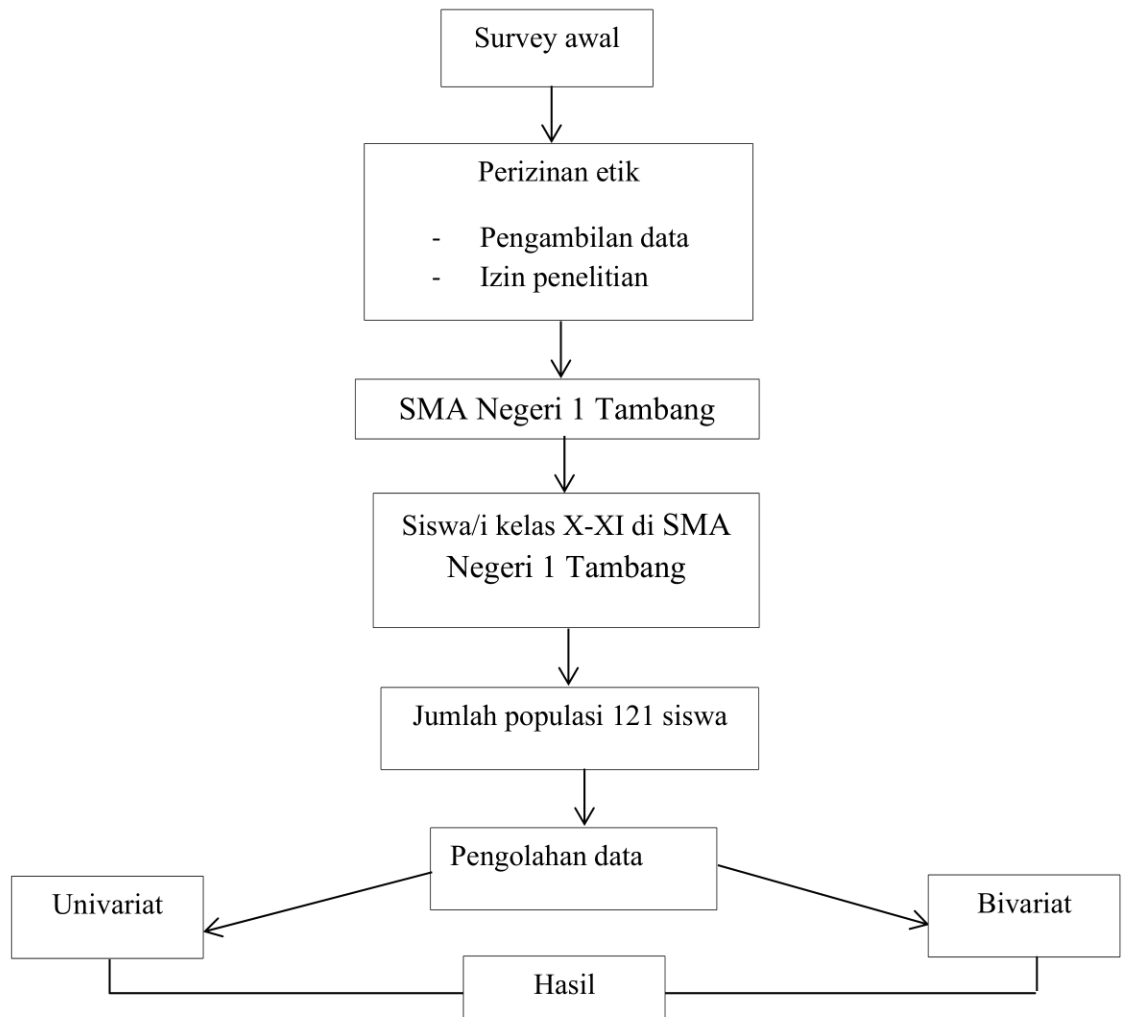 Survey awal
Perizinan etik
- Pengambilan data
- Izin penelitian
SMA Negeri 1 Tambang
Siswa/i kelas X-XI di SMA
Negeri 1 Tambang
Jumlah populasi 121 siswa
Pengolahan data
Univariat
Bivariat
Hasil